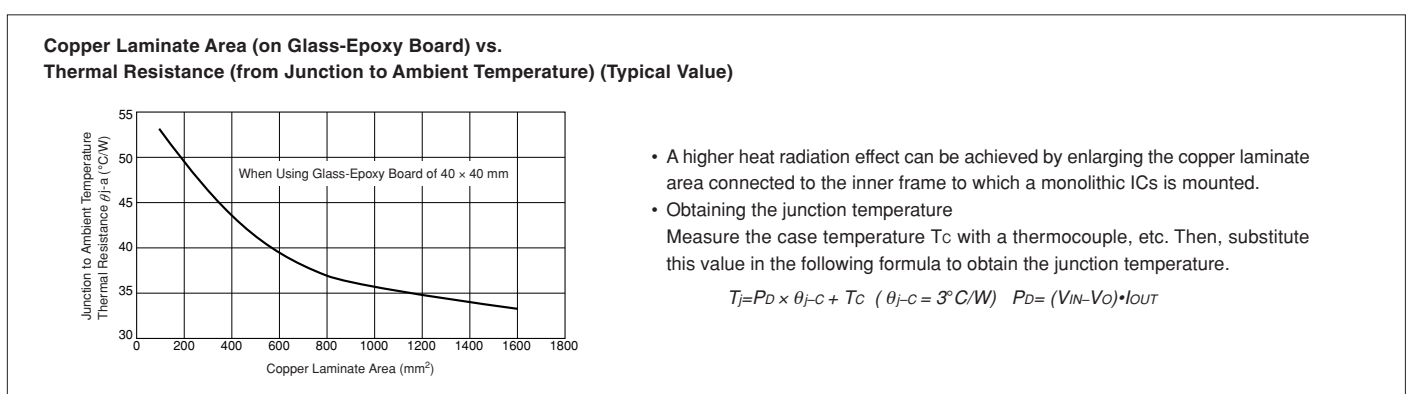 Copper Laminate Area (on Glass-Epoxy Board) vs.
Thermal Resistance (from Junction to Ambient Temperature) (Typical Value)
Junction to Ambient Temperature
Thermal Resistance θj-a (°C/W)
55
50
45
40
35
30
When Using Glass-Epoxy Board of 40 × 40 mm
0 200 400 600 800 1000 1200 1400 1600 1800
Copper Laminate Area (mm²)
• A higher heat radiation effect can be achieved by enlarging the copper laminate
area connected to the inner frame to which a monolithic ICs is mounted.
• Obtaining the junction temperature
Measure the case temperature TC with a thermocouple, etc. Then, substitute
this value in the following formula to obtain the junction temperature.
Tj=PD × θj–C + TC ( θj–C = 3°C/W) PD= (VIN–VO)•IOUT